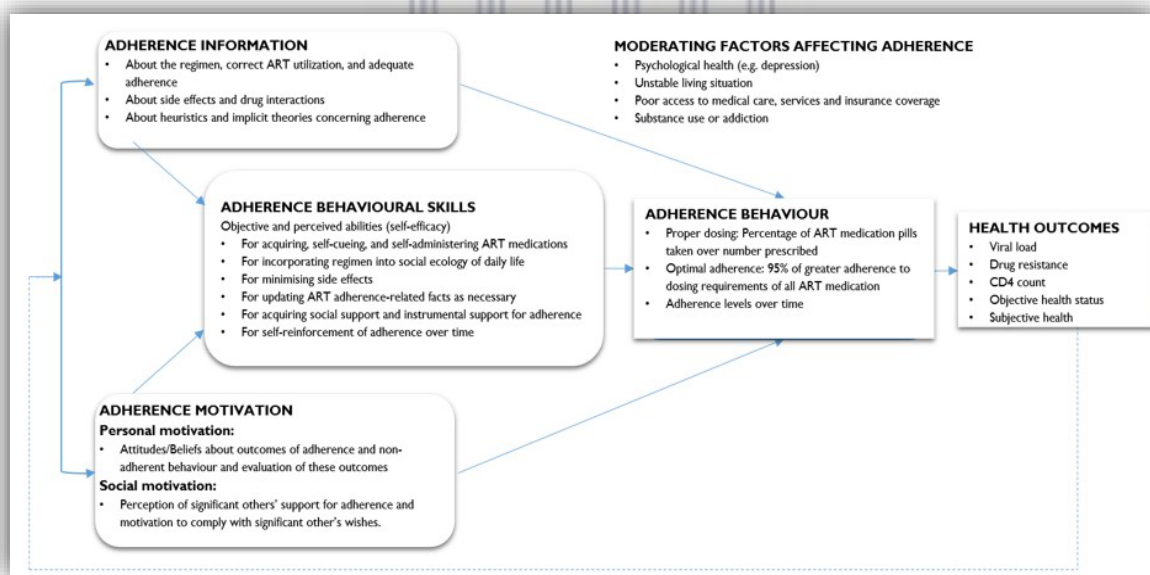 ADHERENCE INFORMATION
• About the regimen, correct ART utilization, and adequate
adherence
• About side effects and drug interactions
• About heuristics and implicit theories concerning adherence
MODERATING FACTORS AFFECTING ADHERENCE
• Psychological health (e.g. depression)
• Unstable living situation
• Poor access to medical care, services and insurance coverage
• Substance use or addiction
ADHERENCE BEHAVIOURAL SKILLS
Objective and perceived abilities (self-efficacy)
• For acquiring, self-cueing, and self-administering ART medications
• For incorporating regimen into social ecology of daily life
• For minimising side effects
• For updating ART adherence-related facts as necessary
• For acquiring social support and instrumental support for adherence
• For self-reinforcement of adherence over time
ADHERENCE BEHAVIOUR
• Proper dosing: Percentage of ART medication pills
taken over number prescribed
• Optimal adherence: 95% of greater adherence to
dosing requirements of all ART medication
• Adherence levels over time
HEALTH OUTCOMES
• Viral load
• Drug resistance
• CD4 count
• Objective health status
• Subjective health
ADHERENCE MOTIVATION
Personal motivation:
• Attitudes/Beliefs about outcomes of adherence and non-
adherent behaviour and evaluation of these outcomes
Social motivation:
• Perception of significant others' support for adherence and
motivation to comply with significant other's wishes.